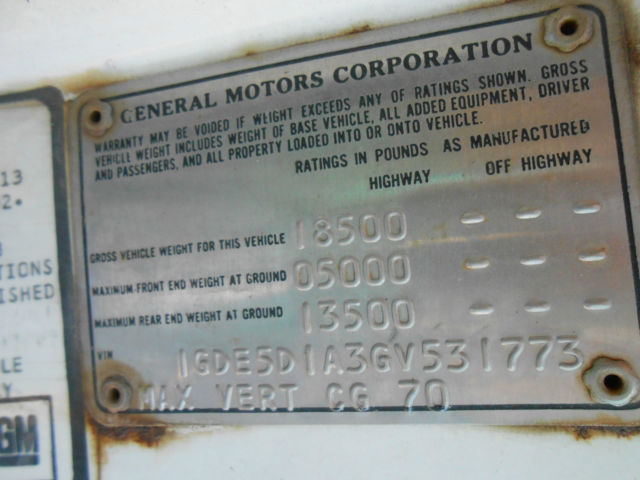 GENERAL MOTORS CORPORATION
WARRANTY MAY BE VOIDED IF WEIGHT EXCEEDS ANY OF RATINGS SHOWN. GROSS
VEHICLE WEIGHT INCLUDES WEIGHT OF BASE VEHICLE, ALL ADDED EQUIPMENT, DRIVER
AND PASSENGERS, AND ALL PROPERTY LOADED INTO OR ONTO VEHICLE.
RATINGS IN POUNDS AS MANUFACTURED
HIGHWAY OFF HIGHWAY
GROSS VEHICLE WEIGHT FOR THIS VEHICLE 18500 - - -
MAXIMUM FRONT END WEIGHT AT GROUND 05000 - - -
MAXIMUM REAR END WEIGHT AT GROUND 13500 - - -
VIN 1GDE5D1A3GV531773
MAX VERT CG 70
13
2.
TIONS
ISHED
LE
Y
GM